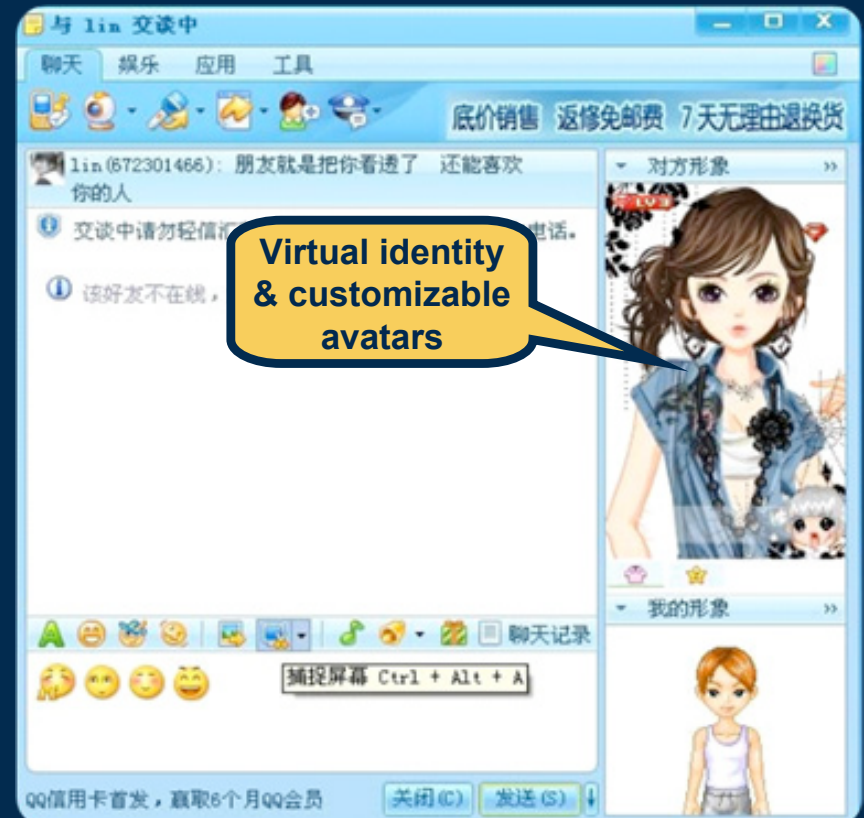 与 lin 交谈中
聊天 娱乐 应用 工具
底价销售 返修免邮费 7天无理由退换货
lin(672301466): 朋友就是把你看透了 还能喜欢
你的人
对方形象
LV3
交谈中请勿轻信汇
电话。
Virtual identity
& customizable
avatars
该好友不在线,
我的形象
聊天记录
捕捉屏幕 Ctrl + Alt + A
QQ信用卡首发,赢取6个月QQ会员
关闭(C) 发送(S)